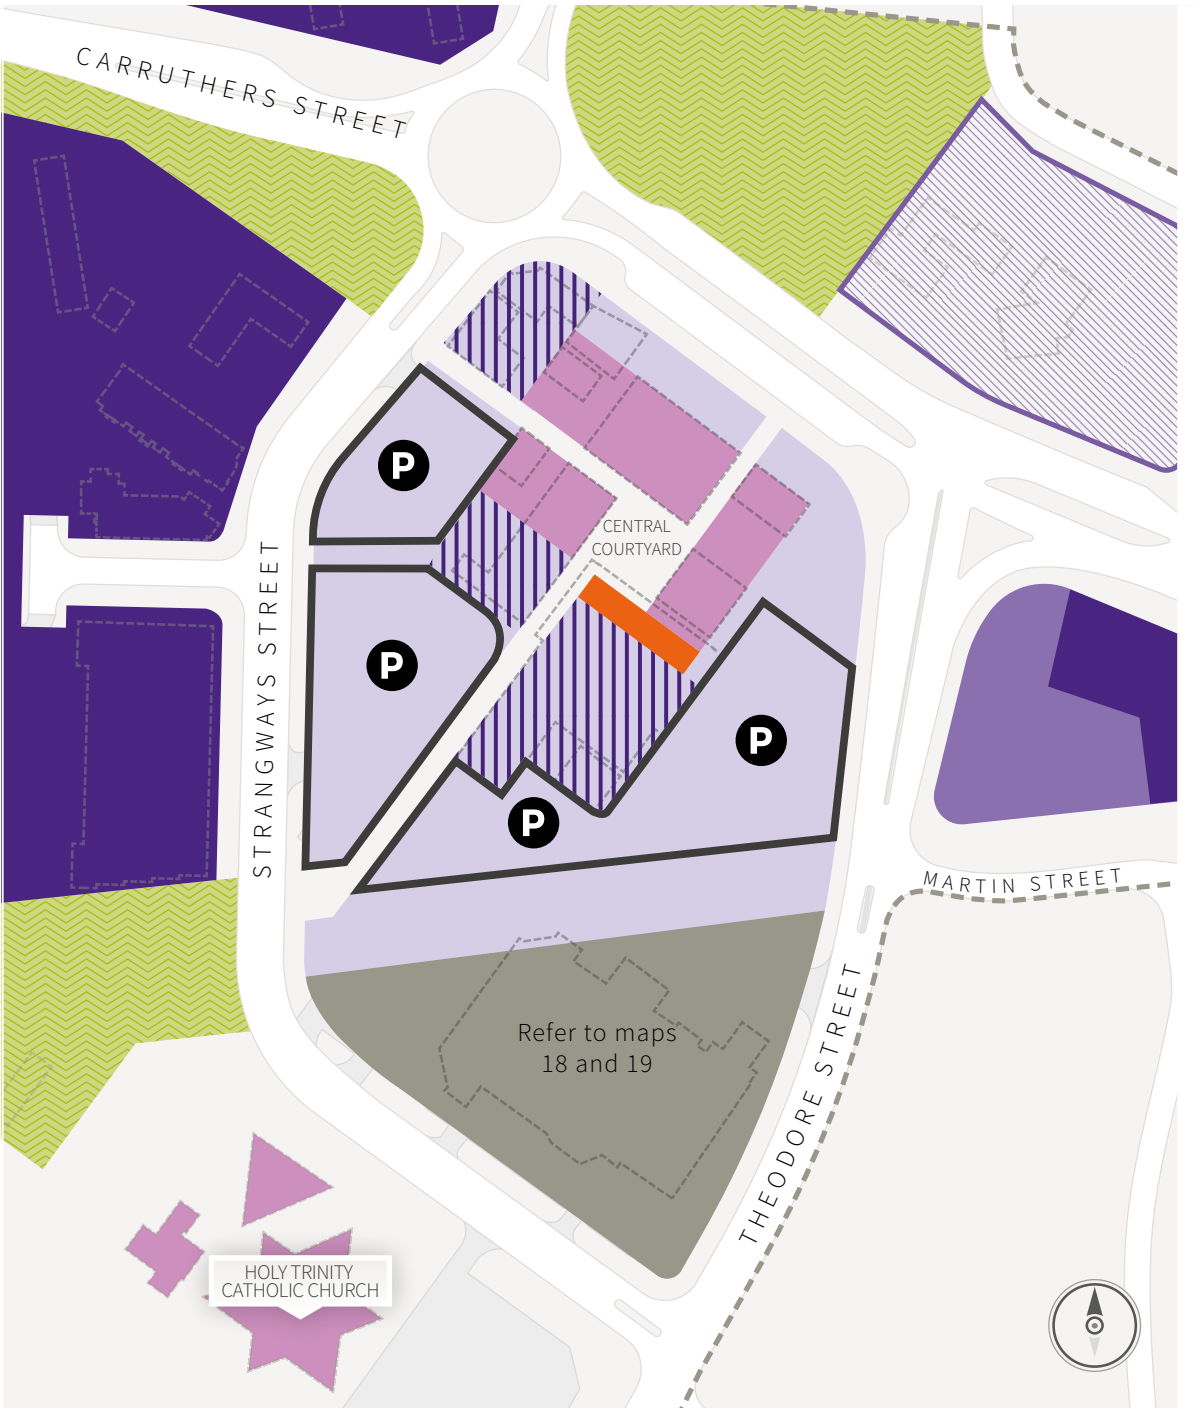 CARRUTHERS STREET
P
CENTRAL
COURTYARD
P
P
P
STRANGWAYS STREET
MARTIN STREET
THEODORE STREET
Refer to maps
18 and 19
HOLY TRINITY
CATHOLIC CHURCH